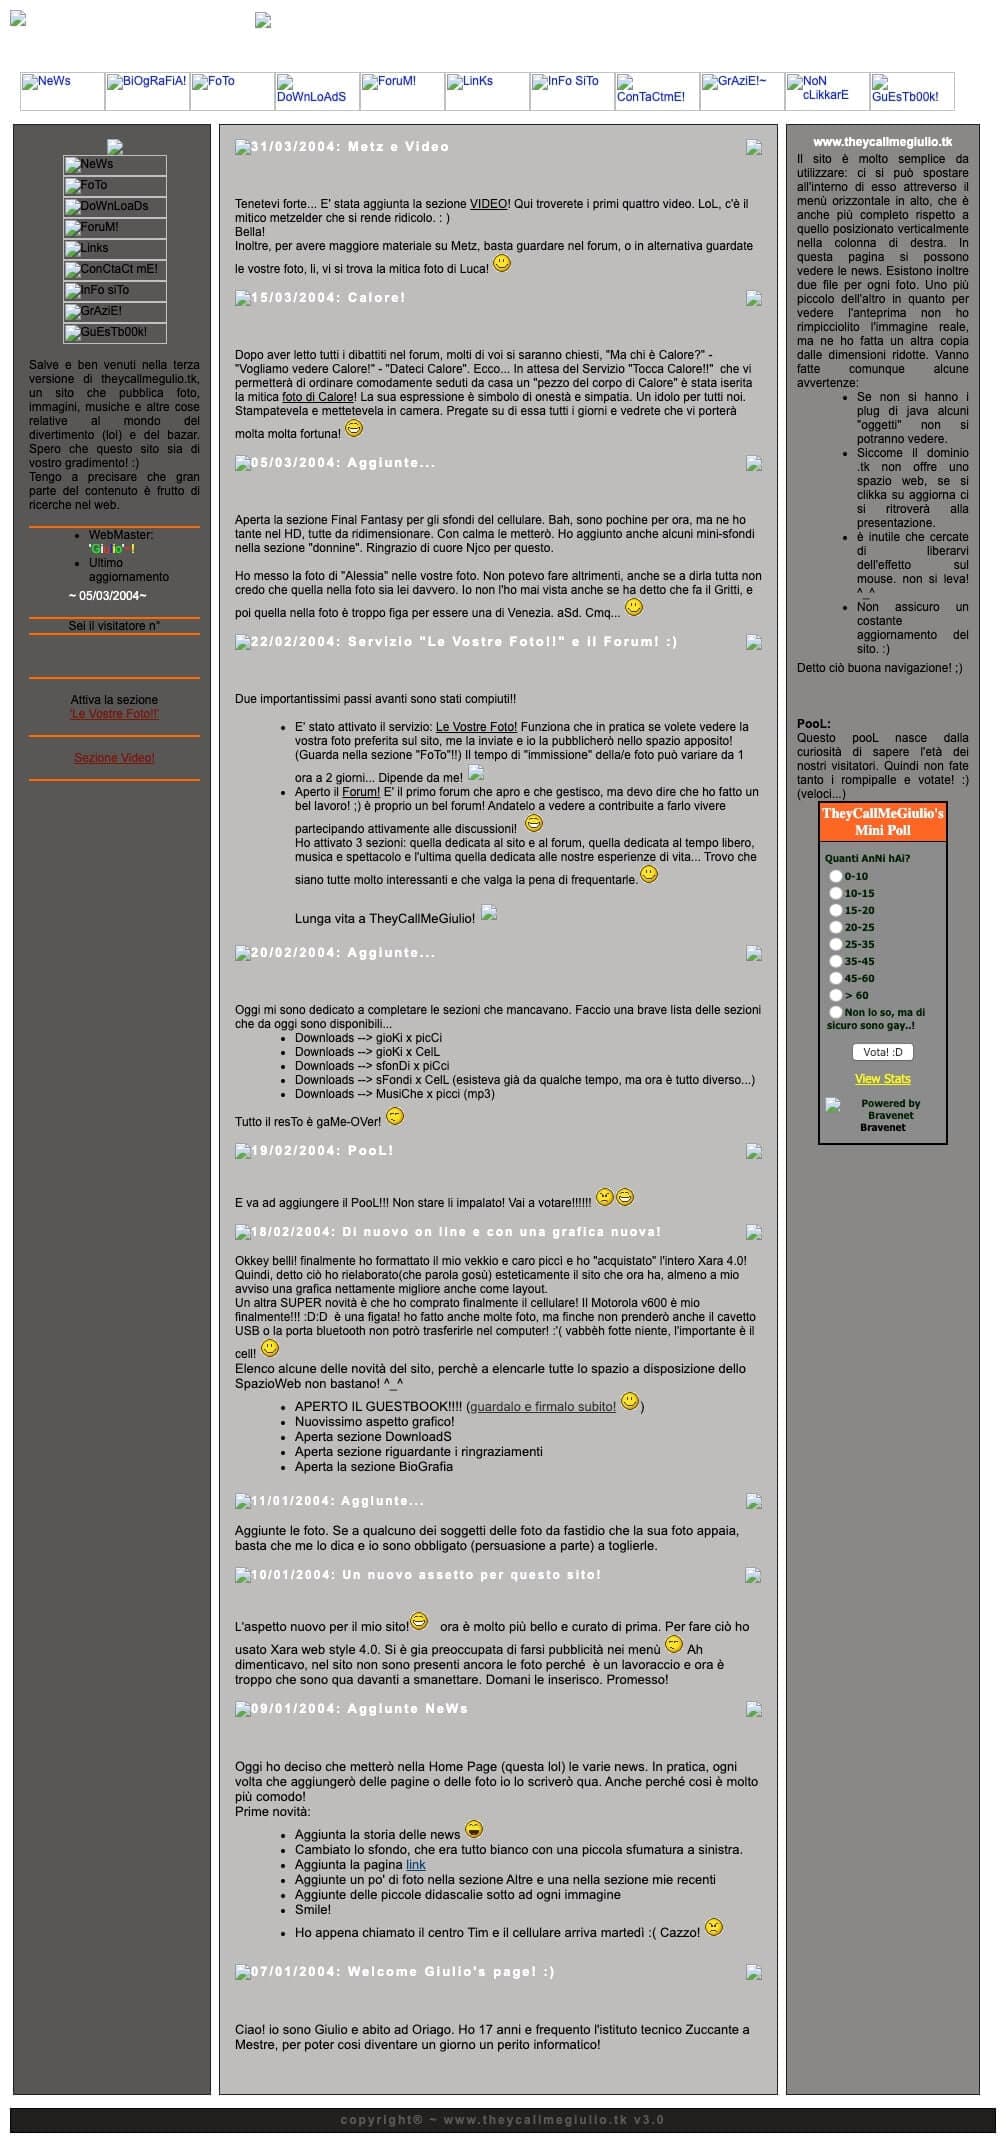 NeWs
BiOgRaFiA!
FoTo
DoWNLoAdS
ForuM!
LinKs
InFo SiTo
ConTaCtmE!
GrAziE!~
NoN
cLikkarE
GuEsTb00k!
NeWs
FoTo
DoWnLoaDs
ForuM!
Links
ConCtaCt mE!
InFo siTo
GrAziE!
GuEsTb00k!
Salve e ben venuti nella terza
versione di theycallmegulio.tk,
un sito che pubblica foto,
immagini, musiche e altre cose
relative al mondo del
divertimento (lol) e del bazar.
Spero che questo sito sia di
vostro gradimento! :)
Tengo a precisare che gran
parte del contenuto è frutto di
ricerche nel web.
WebMaster:
'Giulio'~!
Ultimo
aggiornamento
~ 05/03/2004~
Sei il visitatore n°
Attiva la sezione
'Le Vostre Foto!!'
Sezione Video!
31/03/2004: Metz e Video
Tenetevi forte... E' stata aggiunta la sezione VIDEO! Qui troverete i primi quattro video. LoL, c'è il
mitico metzelder che si rende ridicolo. : )
Bella!
Inoltre, per avere maggiore materiale su Metz, basta guardare nel forum, o in alternativa guardate
le vostre foto, li, vi si trova la mitica foto di Luca!
15/03/2004: Calore!
Dopo aver letto tutti i dibattiti nel forum, molti di voi si saranno chiesti, "Ma chi è Calore?" -
"Vogliamo vedere Calore!" - "Dateci Calore". Ecco... In attesa del Servizio "Tocca Calore!!"  che vi
permetterà di ordinare comodamente seduti da casa un "pezzo del corpo di Calore" è stata iserita
la mitica foto di Calore! La sua espressione è simbolo di onestà e simpatia. Un idolo per tutti noi.
Stampatevela e mettetevela in camera. Pregate su di essa tutti i giorni e vedrete che vi porterà
molta molta fortuna!
05/03/2004: Aggiunte...
Aperta la sezione Final Fantasy per gli sfondi del cellulare. Bah, sono pochine per ora, ma ne ho
tante nel HD, tutte da ridimensionare. Con calma le metterò. Ho aggiunto anche alcuni mini-sfondi
nella sezione "donnine". Ringrazio di cuore Njco per questo.
Ho messo la foto di "Alessia" nelle vostre foto. Non potevo fare altrimenti, anche se a dirla tutta non
credo che quella nella foto sia lei davvero. Io non l'ho mai vista anche se ha detto che fa il Gritti, e
poi quella nella foto è troppo figa per essere una di Venezia. aSd. Cmq...
22/02/2004: Servizio "Le Vostre Foto!!" e il Forum! :)
Due importantissimi passi avanti sono stati compiuti!!
E' stato attivato il servizio: Le Vostre Foto! Funziona che in pratica se volete vedere la
vostra foto preferita sul sito, me la inviate e io la pubblicherò nello spazio apposito!
(Guarda nella sezione "FoTo"!!) Il tempo di "immissione" della/e foto può variare da 1
ora a 2 giorni... Dipende da me!
Aperto il Forum! E' il primo forum che apro e che gestisco, ma devo dire che ho fatto un
bel lavoro! ;) è proprio un bel forum! Andatelo a vedere a contribuite a farlo vivere
partecipando attivamente alle discussioni!
Ho attivato 3 sezioni: quella dedicata al sito e al forum, quella dedicata al tempo libero,
musica e spettacolo e l'ultima quella dedicata alle nostre esperienze di vita... Trovo che
siano tutte molto interessanti e che valga la pena di frequentarle.
Lunga vita a TheyCallMeGiulio!
20/02/2004: Aggiunte...
Oggi mi sono dedicato a completare le sezioni che mancavano. Faccio una brave lista delle sezioni
che da oggi sono disponibili...
Downloads --> gioKi x picCi
Downloads --> gioKi x CelL
Downloads --> sfonDi x piCci
Downloads --> sFondi x CelL (esisteva già da qualche tempo, ma ora è tutto diverso...)
Downloads --> MusiChe x picci (mp3)
Tutto il resTo è gaMe-OVer!
19/02/2004: PooL!
E va ad aggiungere il PooL!!! Non stare li impalato! Vai a votare!!!!!!
18/02/2004: Di nuovo on line e con una grafica nuova!
Okkey belli! finalmente ho formattato il mio vekkio e caro piccì e ho "acquistato" l'intero Xara 4.0!
Quindi, detto ciò ho rielaborato(che parola gosù) esteticamente il sito che ora ha, almeno a mio
avviso una grafica nettamente migliore anche come layout.
Un altra SUPER novità è che ho comprato finalmente il cellulare! Il Motorola v600 è mio
finalmente!!! :D:D  è una figata! ho fatto anche molte foto, ma finche non prenderò anche il cavetto
USB o la porta bluetooth non potrò trasferirle nel computer! :'( vabbèh fotte niente, l'importante è il
cell!
Elenco alcune delle novità del sito, perchè a elencarle tutte lo spazio a disposizione dello
SpazioWeb non bastano! ^_^
APERTO IL GUESTBOOK!!!! (guardalo e firmalo subito! )
Nuovissimo aspetto grafico!
Aperta sezione DownloadS
Aperta sezione riguardante i ringraziamenti
Aperta la sezione BioGrafia
11/01/2004: Aggiunte...
Aggiunte le foto. Se a qualcuno dei soggetti delle foto da fastidio che la sua foto appaia,
basta che me lo dica e io sono obbligato (persuasione a parte) a toglierle.
10/01/2004: Un nuovo assetto per questo sito!
L'aspetto nuovo per il mio sito!   ora è molto più bello e curato di prima. Per fare ciò ho
usato Xara web style 4.0. Si è gia preoccupata di farsi pubblicità nei menù  Ah
dimenticavo, nel sito non sono presenti ancora le foto perché  è un lavoraccio e ora è
troppo che sono qua davanti a smanettare. Domani le inserisco. Promesso!
09/01/2004: Aggiunte NeWs
Oggi ho deciso che metterò nella Home Page (questa lol) le varie news. In pratica, ogni
volta che aggiungerò delle pagine o delle foto io lo scriverò qua. Anche perché cosi è molto
più comodo!
Prime novità:
Aggiunta la storia delle news
Cambiato lo sfondo, che era tutto bianco con una piccola sfumatura a sinistra.
Aggiunta la pagina link
Aggiunte un po' di foto nella sezione Altre e una nella sezione mie recenti
Aggiunte delle piccole didascalie sotto ad ogni immagine
Smile!
Ho appena chiamato il centro Tim e il cellulare arriva martedì :( Cazzo!
07/01/2004: Welcome Giulio's page! :)
Ciao! io sono Giulio e abito ad Oriago. Ho 17 anni e frequento l'istituto tecnico Zuccante a
Mestre, per poter cosi diventare un giorno un perito informatico!
www.theycallmegiulio.tk
Il sito è molto semplice da
utilizzare: ci si può spostare
all'interno di esso attreverso il
menù orizzontale in alto, che è
anche più completo rispetto a
quello posizionato verticalmente
nella colonna di destra. In
questa pagina si possono
vedere le news. Esistono inoltre
due file per ogni foto. Uno più
piccolo dell'altro in quanto per
vedere l'anteprima non ho
rimpicciolito l'immagine reale,
ma ne ho fatta un altra copia
dalle dimensioni ridotte. Vanno
fatte comunque alcune
avvertenze:
Se non si hanno i
plug di java alcuni
"oggetti" non si
potranno vedere.
Siccome Il dominio
.tk non offre uno
spazio web, se si
clikka su aggiorna ci
si ritroverà alla
presentazione.
è inutile che cercate
di liberarvi
dell'effetto sul
mouse. non si leva!
^_^
Non assicuro un
costante
aggiornamento del
sito. :)
Detto ciò buona navigazione! ;)
PooL:
Questo pooL nasce dalla
curiosità di sapere l'età dei
nostri visitatori. Quindi non fate
tanto i rompipalle e votate! :)
(veloci...)
TheyCallMeGiulio's
Mini Poll
Quanti AnNi hAi?
0-10
10-15
15-20
20-25
25-35
35-45
45-60
> 60
Non lo so, ma di
sicuro sono gay..!
Vota! :D
View Stats
Powered by
Bravenet
Bravenet
copyright® ~ www.theycallmegiulio.tk v3.0